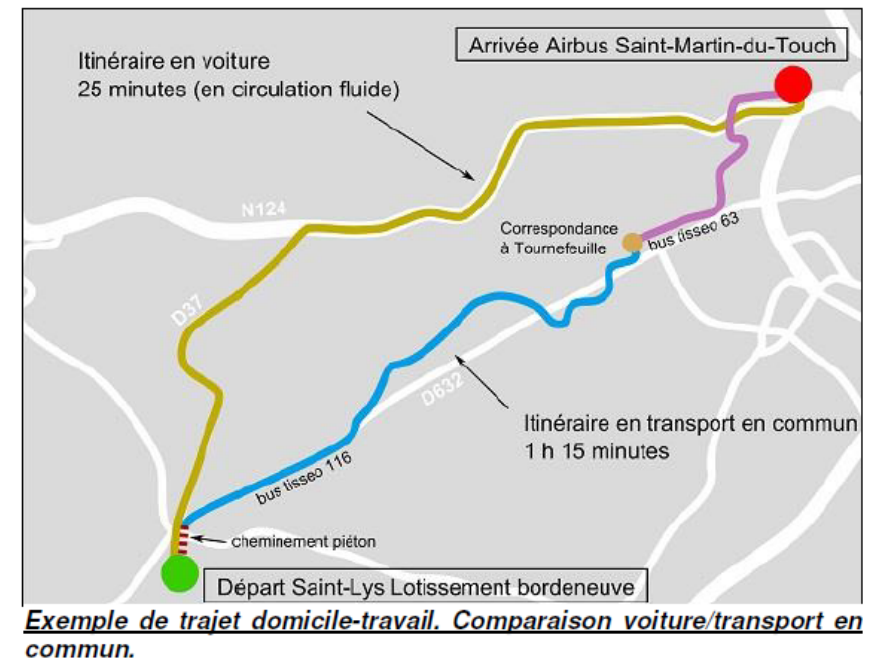 Arrivée Airbus Saint-Martin-du-Touch
Itinéraire en voiture
25 minutes (en circulation fluide)
N124
Correspondance
à Tournefeuille
bus tisseo 63
D37
D632
Itinéraire en transport en commun
1 h 15 minutes
bus tisseo 116
cheminement piéton
Départ Saint-Lys Lotissement bordeneuve
Exemple de trajet domicile-travail. Comparaison voiture/transport en
commun.